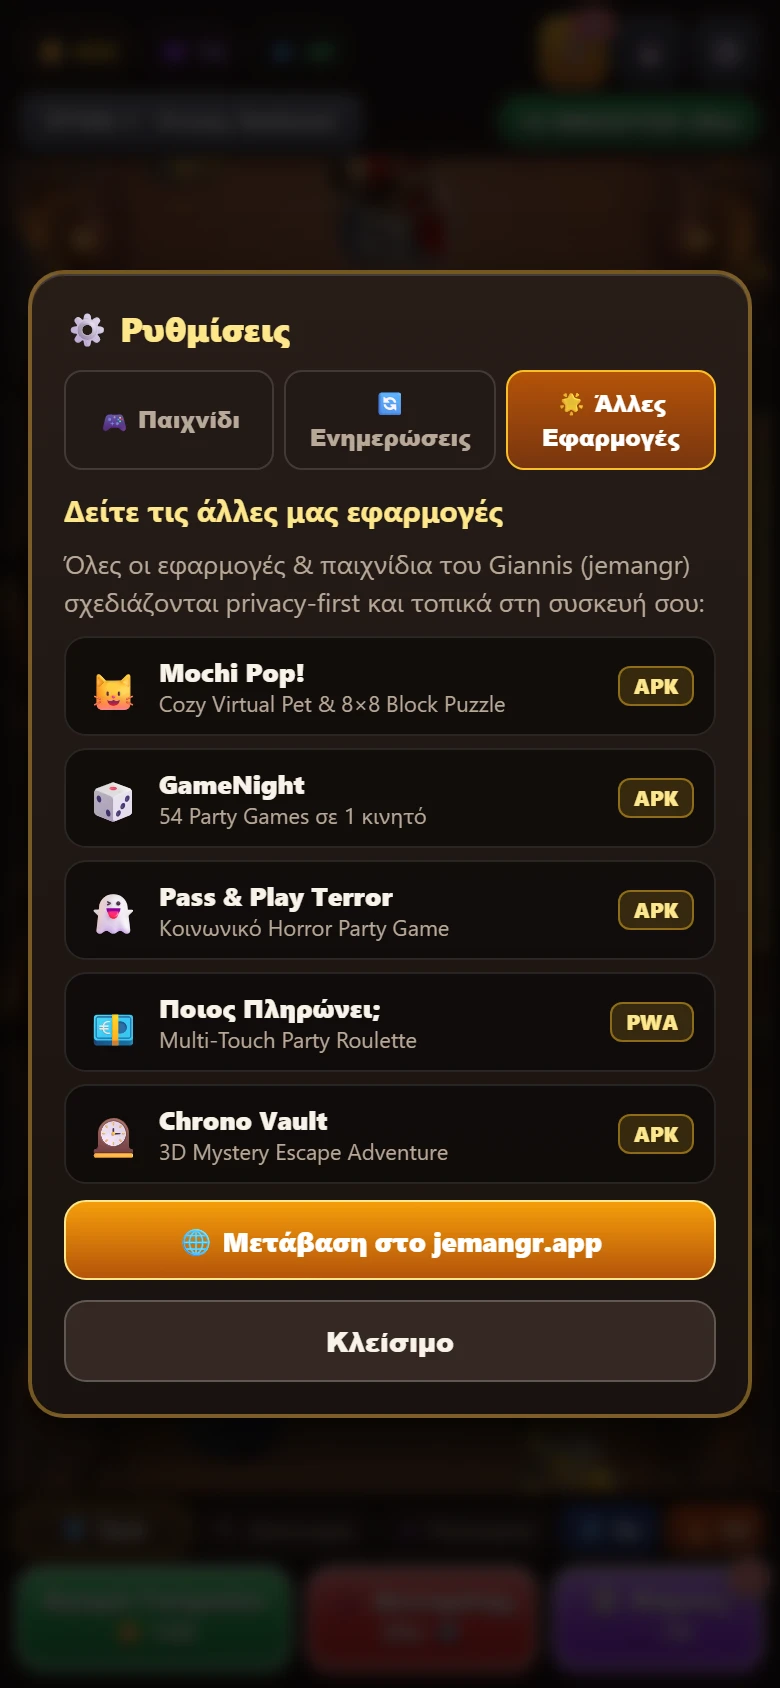 Ρυθμίσεις
Παιχνίδι
Ενημερώσεις
Άλλες
Εφαρμογές
Δείτε τις άλλες μας εφαρμογές
Όλες οι εφαρμογές & παιχνίδια του Giannis (jemangr)
σχεδιάζονται privacy-first και τοπικά στη συσκευή σου:
Mochi Pop!
Cozy Virtual Pet & 8×8 Block Puzzle
APK
GameNight
54 Party Games σε 1 κινητό
APK
Pass & Play Terror
Κοινωνικό Horror Party Game
APK
Ποιος Πληρώνει;
Multi-Touch Party Roulette
PWA
Chrono Vault
3D Mystery Escape Adventure
APK
Μετάβαση στο jemangr.app
Κλείσιμο